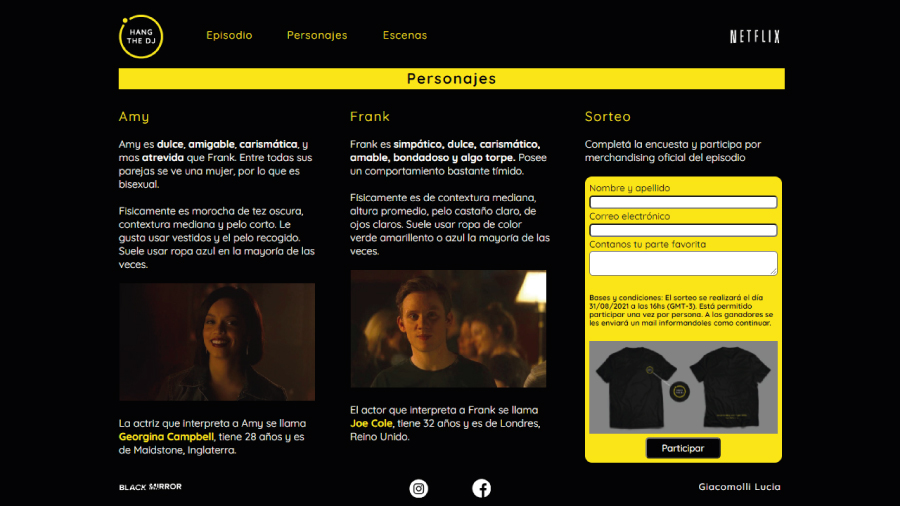 HANG
THE DJ
Episodio
Personajes
Escenas
NETFLIX
Personajes
Amy
Amy es dulce, amigable, carismática, y
mas atrevida que Frank. Entre todas sus
parejas se ve una mujer, por lo que es
bisexual.
Fisicamente es morocha de tez oscura,
contextura mediana y pelo corto. Le
gusta usar vestidos y el pelo recogido.
Suele usar ropa azul en la mayoría de las
veces.
La actriz que interpreta a Amy se llama
Georgina Campbell, tiene 28 años y es
de Maidstone, Inglaterra.
Frank
Frank es simpático, dulce, carismático,
amable, bondadoso y algo torpe. Posee
un comportamiento bastante tímido.
Fisicamente es de contextura mediana,
altura promedio, pelo castaño claro, de
ojos claros. Suele usar ropa de color
verde amarillento o azul la mayoría de las
veces.
El actor que interpreta a Frank se llama
Joe Cole, tiene 32 años y es de Londres,
Reino Unido.
Sorteo
Completá la encuesta y participa por
merchandising oficial del episodio
Nombre y apellido
Correo electrónico
Contanos tu parte favorita
Bases y condiciones: El sorteo se realizará el día
31/08/2021 a las 16hs (GMT-3). Está permitido
participar una vez por persona. A los ganadores se
les enviará un mail informandoles como continuar.
Participar
BLACK MIRROR
Giacomolli Lucia